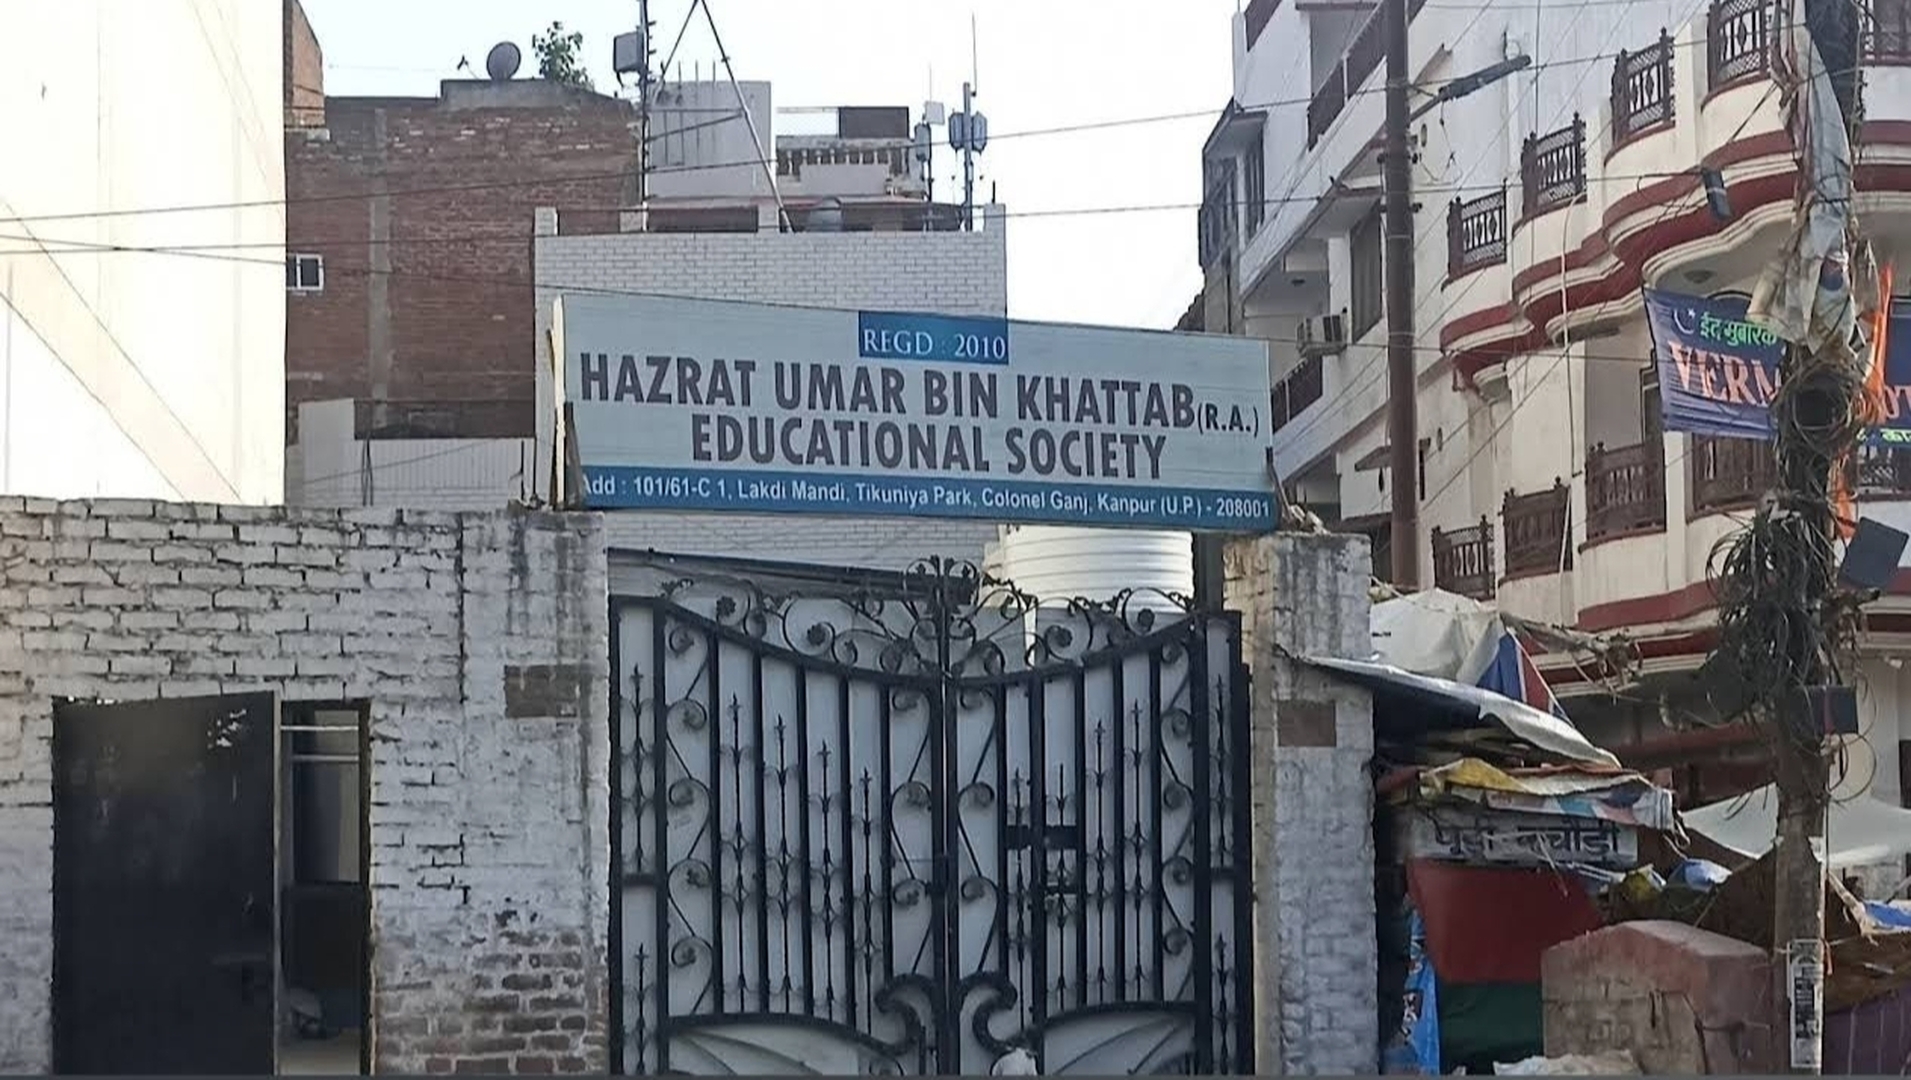 REGD : 2010
HAZRAT UMAR BIN KHATTAB (R.A.)
EDUCATIONAL SOCIETY
Add : 101/61-C 1, Lakdi Mandi, Tikuniya Park, Colonel Ganj, Kanpur (U.P.) - 208001
ईद मुबारक